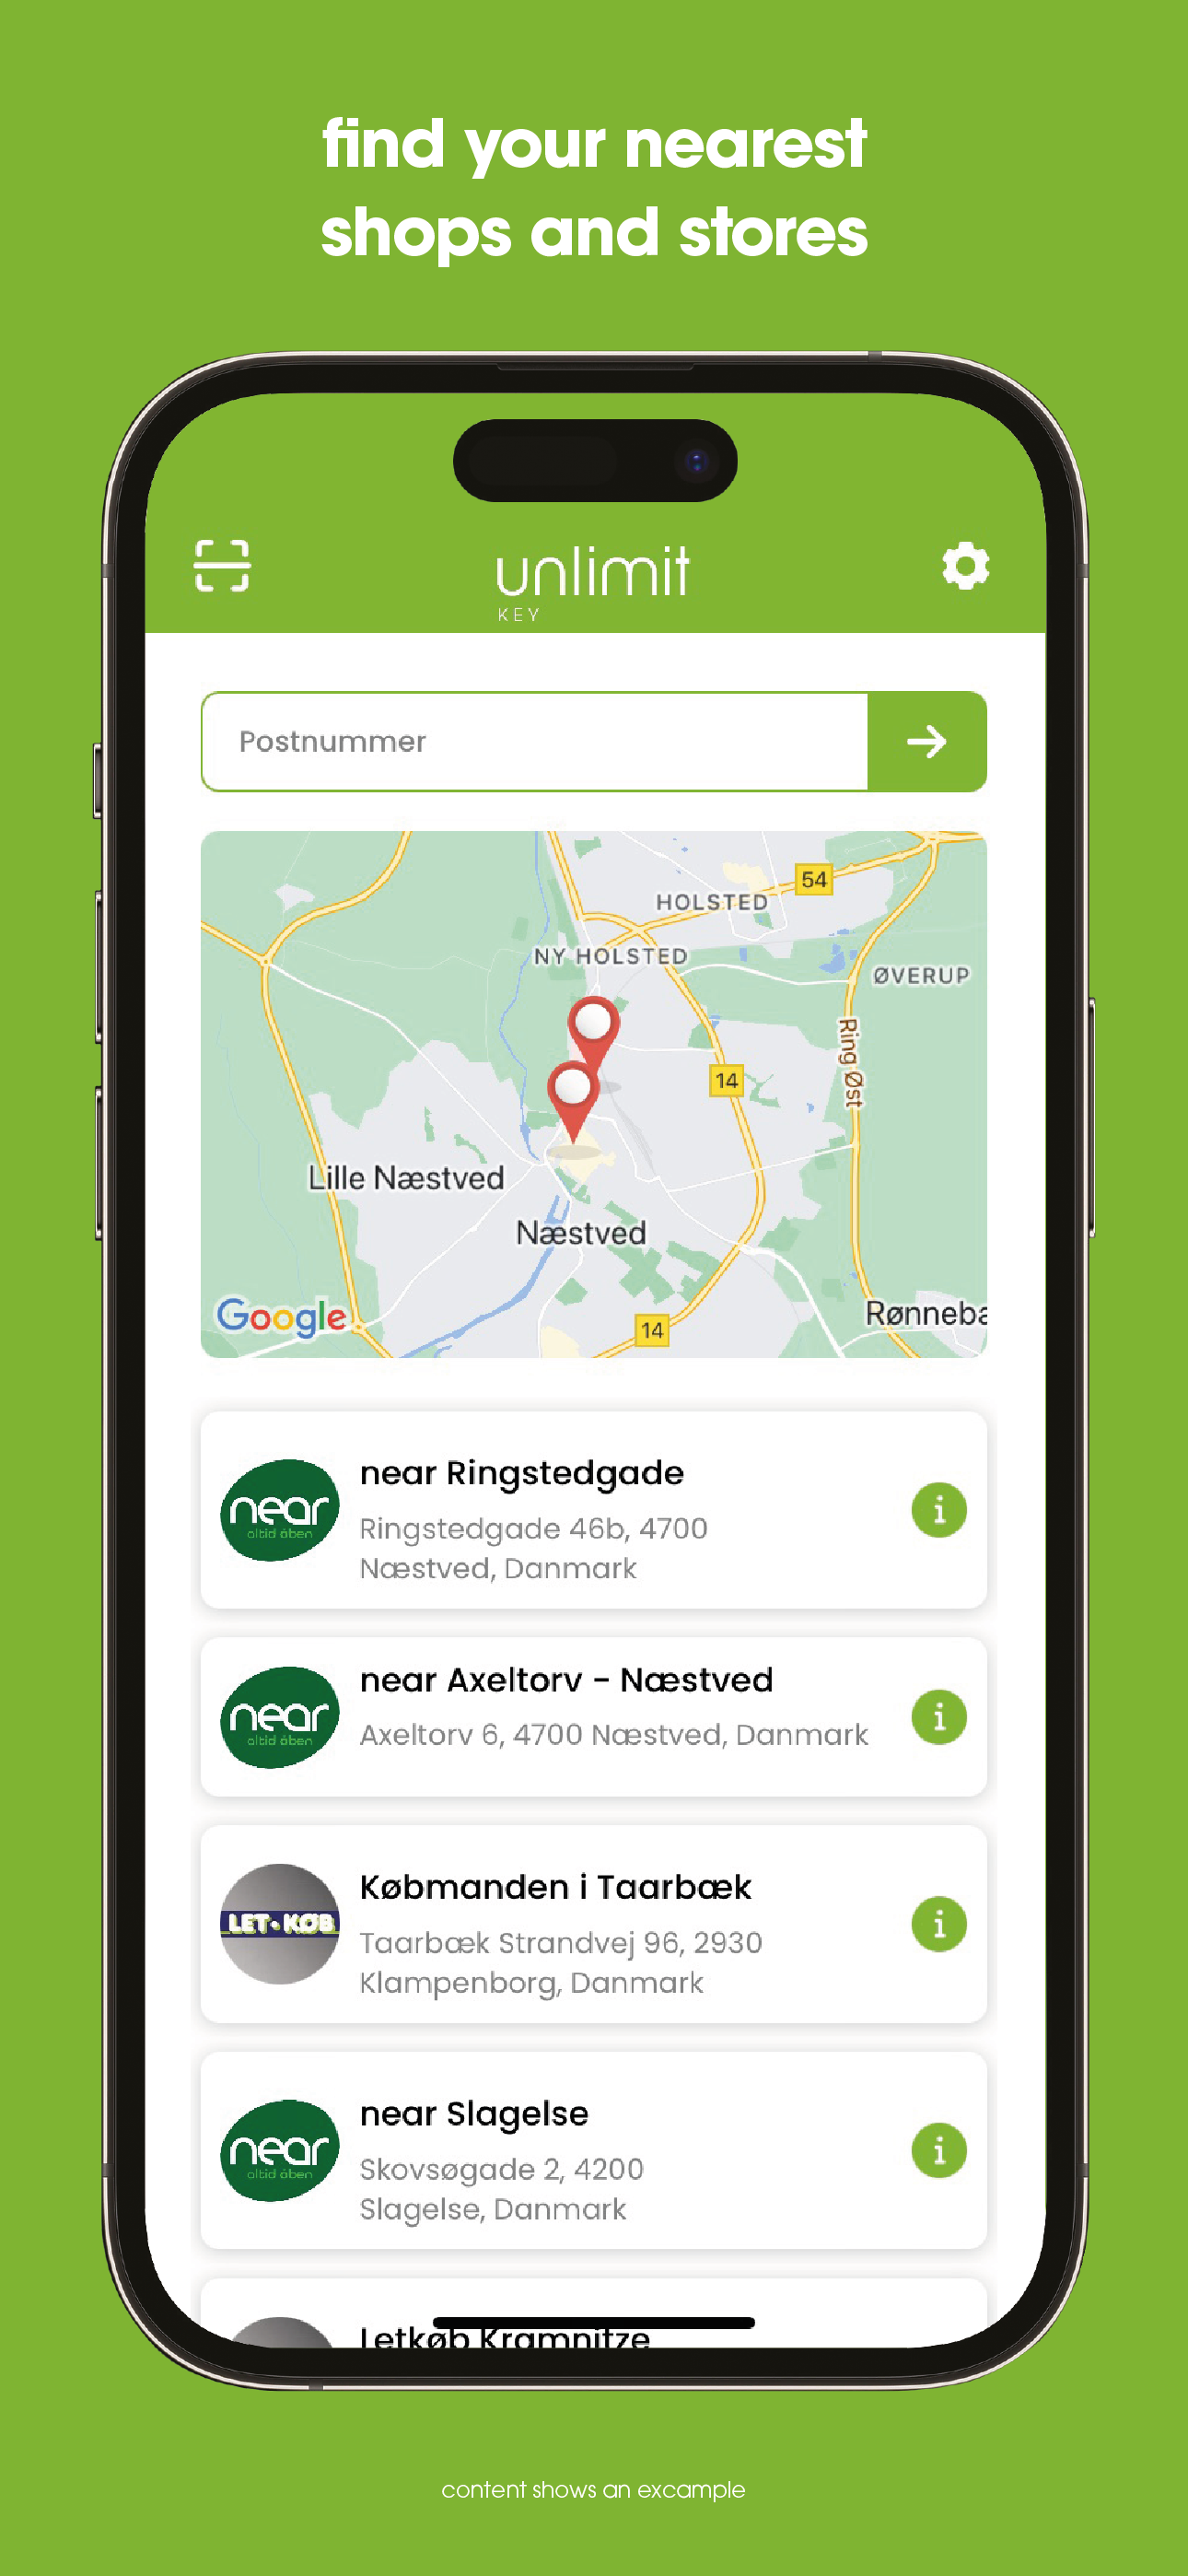 find your nearest
shops and stores
unlimit
KEY
Postnummer
54
HOLSTED
NY HOLSTED
ØVERUP
Ring Øst
14
Lille Næstved
Næstved
Google
14
Rønneba
near
altid åben
near Ringstedgade
Ringstedgade 46b, 4700
Næstved, Danmark
near
altid åben
near Axeltorv - Næstved
Axeltorv 6, 4700 Næstved, Danmark
LET • KØB
Købmanden i Taarbæk
Taarbæk Strandvej 96, 2930
Klampenborg, Danmark
near
altid åben
near Slagelse
Skovsøgade 2, 4200
Slagelse, Danmark
Letkøb Kramnitze
content shows an excample